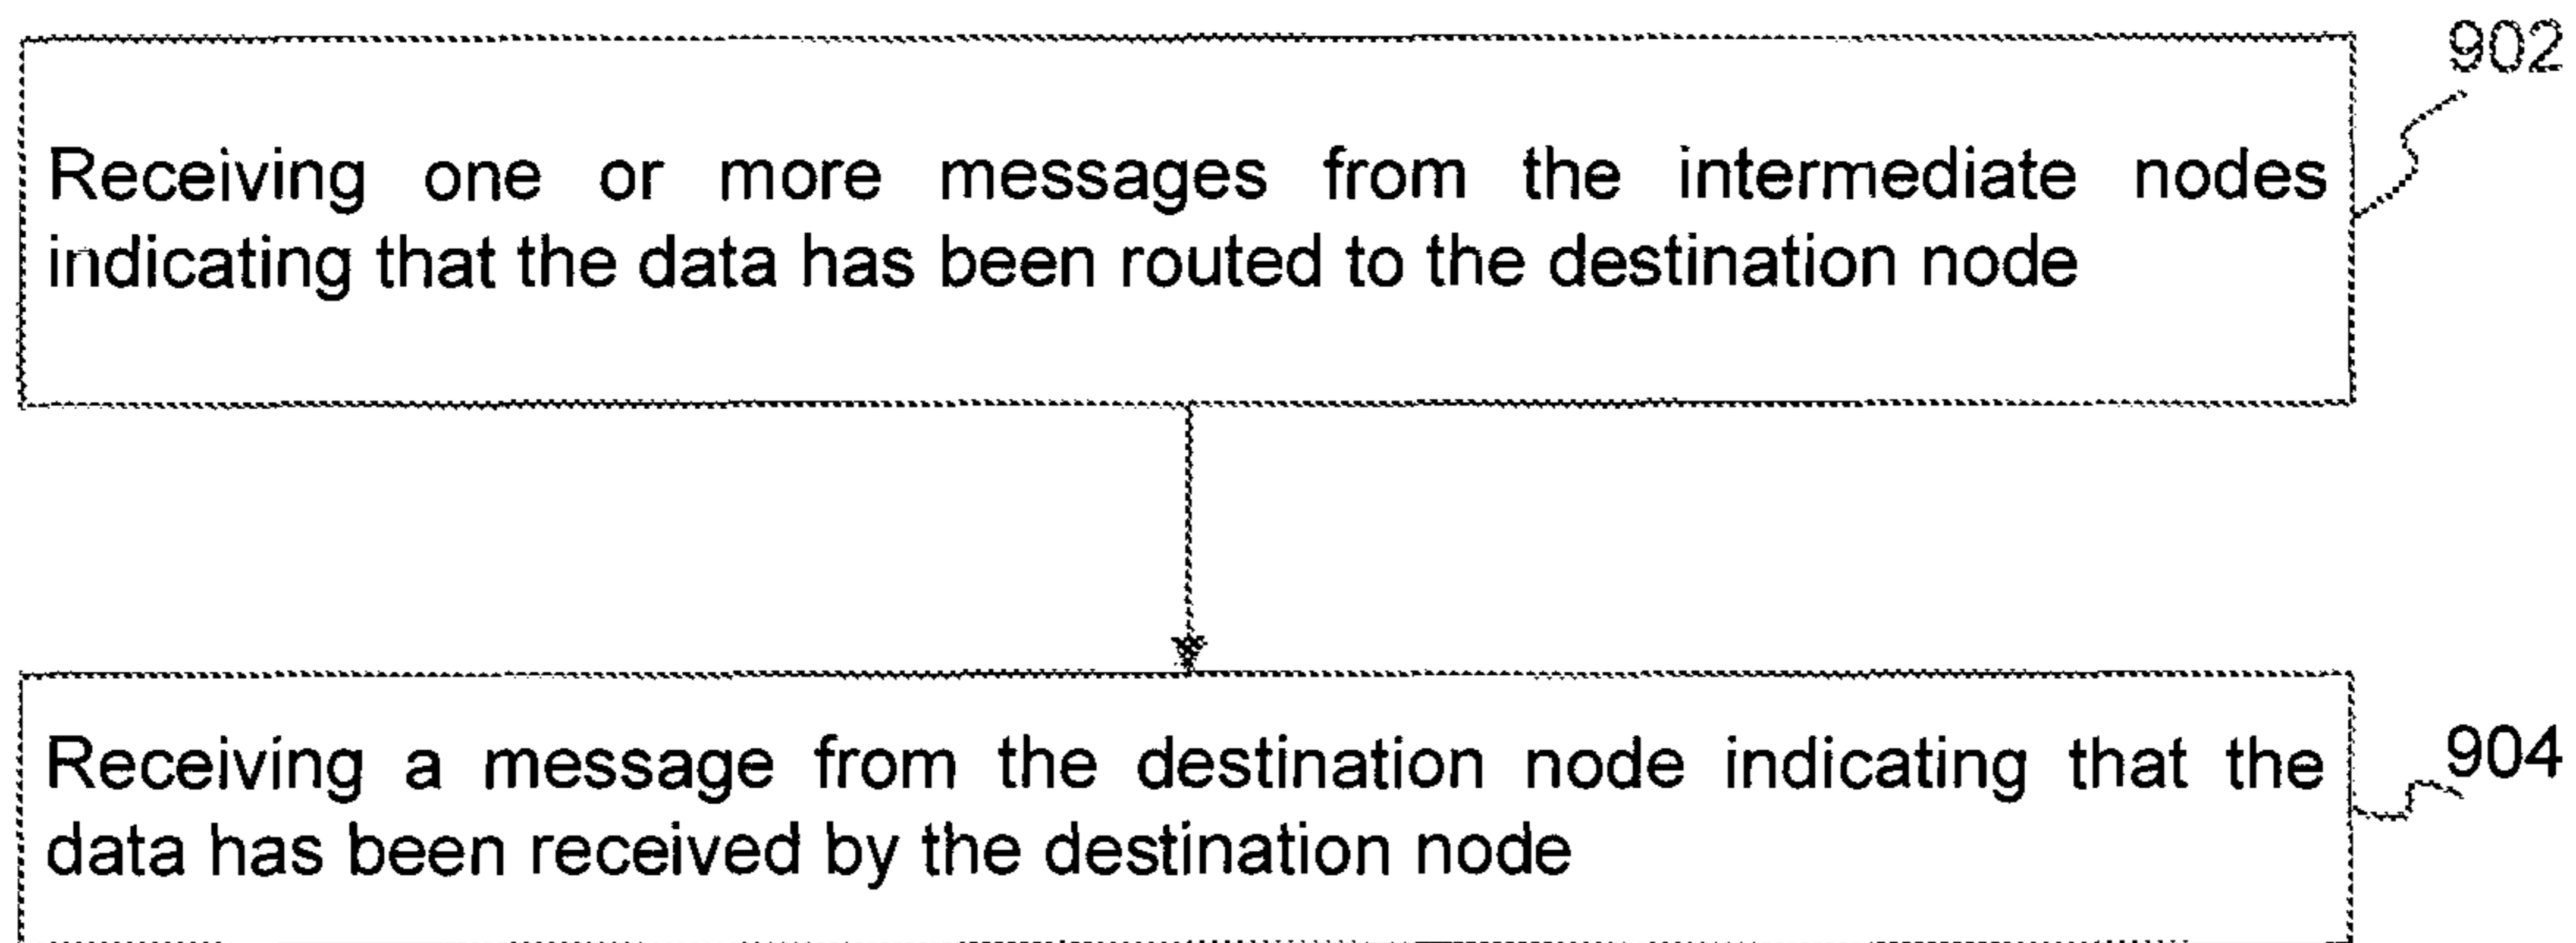 902
Receiving one or more messages from the intermediate nodes
indicating that the data has been routed to the destination node
Receiving a message from the destination node indicating that the
904
data has been received by the destination node